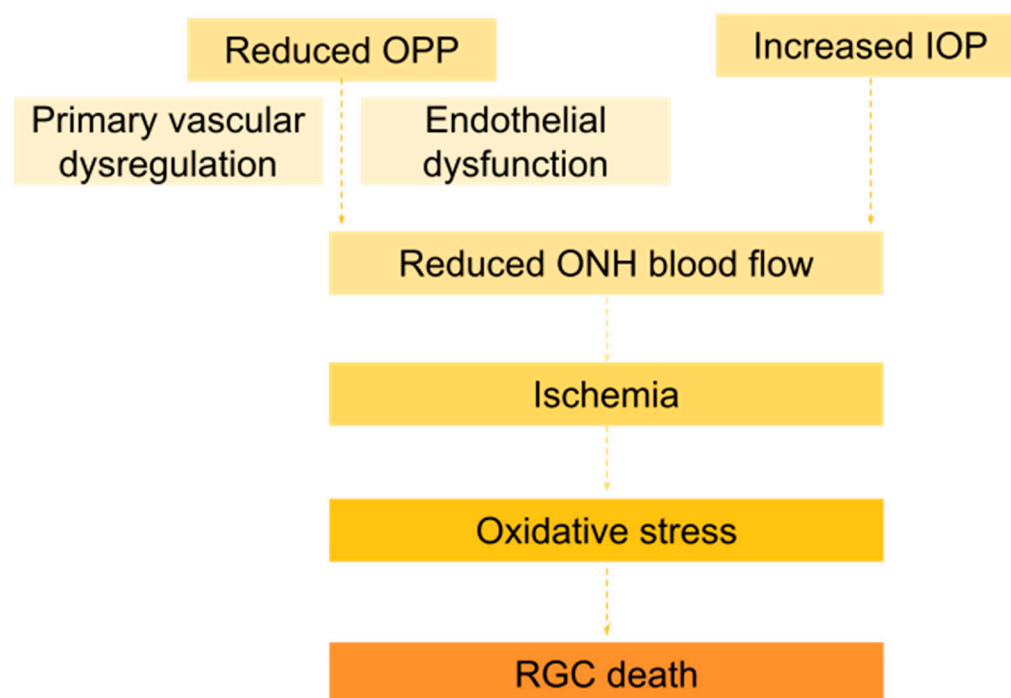 Reduced OPP
Increased IOP
Primary vascular
dysregulation
Endothelial
dysfunction
Reduced ONH blood flow
Ischemia
Oxidative stress
RGC death